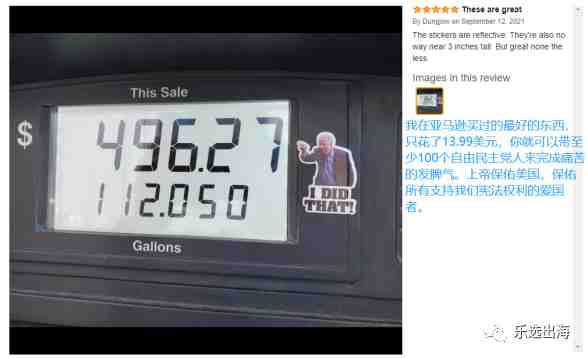 This Sale
$
496.27
112.050
I DID
THAT!
Gallons
These are great
By Dungjow on September 12, 2021
The stickers are reflective. They're also no
way near 3 inches tall. But great none the
less.
Images in this review
我在亚马逊买过的最好的东西,
只花了13.99美元，你就可以带至
少100个自由民主党人来完成痛苦
的发脾气。上帝保佑美国，保佑
所有支持我们宪法权利的爱国
者。
乐选出海